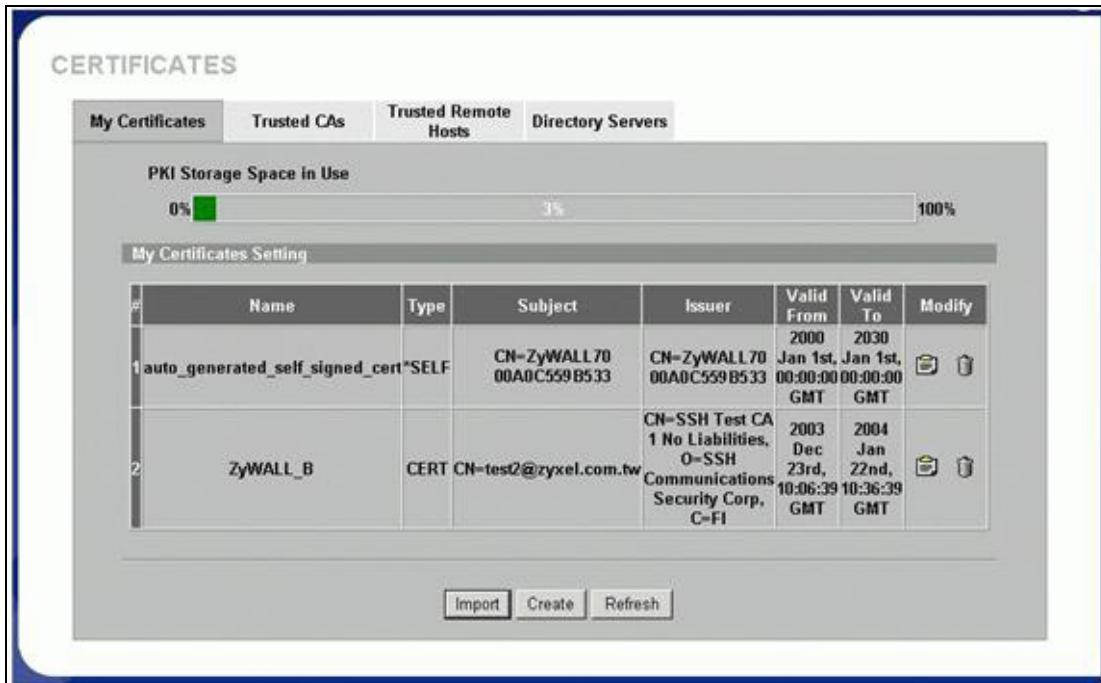 CERTIFICATES
My Certificates
Trusted CAs
Trusted Remote
Hosts
Directory Servers
PKI Storage Space in Use
0%
3%
100%
My Certificates Setting
#
Name
Type
Subject
Issuer
Valid
From
Valid
To
Modify
1
auto_generated_self_signed_cert
*SELF
CN=ZyWALL70
00A0C559B533
CN=ZyWALL70
00A0C559B533
2000
Jan 1st,
00:00:00
GMT
2030
Jan 1st,
00:00:00
GMT
2
ZyWALL_B
CERT
CN=test2@zyxel.com.tw
CN=SSH Test CA
1 No Liabilities,
O=SSH
Communications
Security Corp,
C=FI
2003
Dec
23rd,
10:06:39
GMT
2004
Jan
22nd,
10:36:39
GMT
Import
Create
Refresh